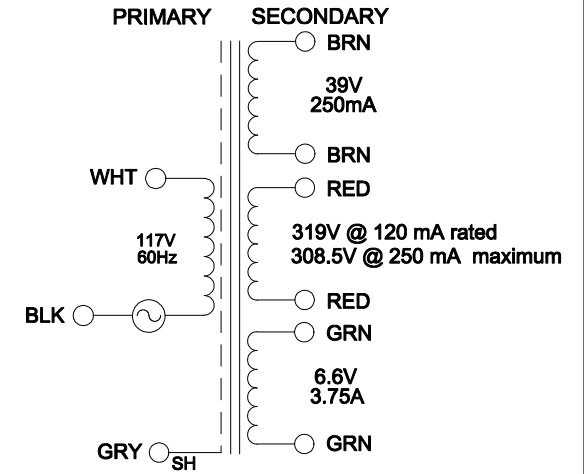 PRIMARY SECONDARY
BRN
39V
250mA
BRN
WHT
RED
117V
60Hz
319V @ 120 mA rated
308.5V @ 250 mA maximum
BLK
RED
GRN
6.6V
3.75A
GRY
SH
GRN